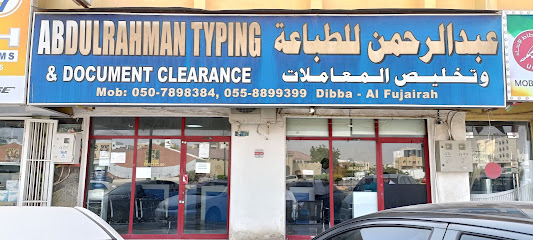 ABDULRAHMAN TYPING
& DOCUMENT CLEARANCE
عبدالرحمن للطباعة
وتخليص المعاملات
Mob: 050-7898384, 055-8899399 Dibba - Al Fujairah